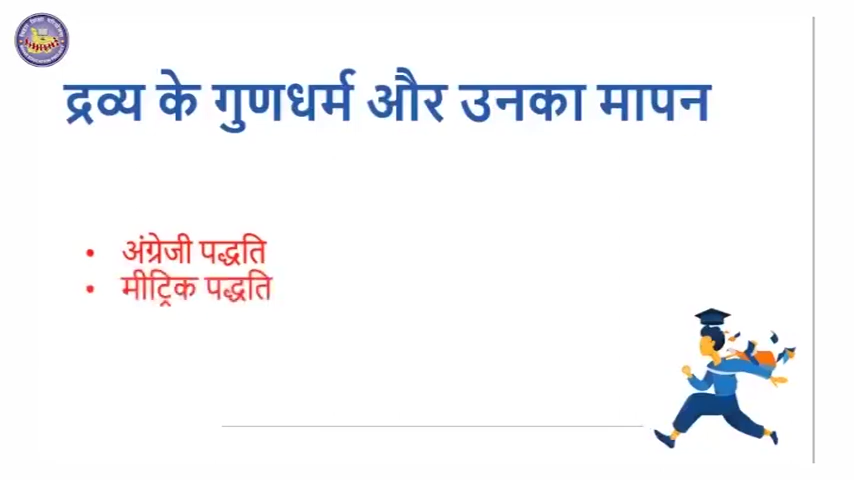 द्रव्य के गुणधर्म और उनका मापन
• अंग्रेजी पद्धति
• मीट्रिक पद्धति